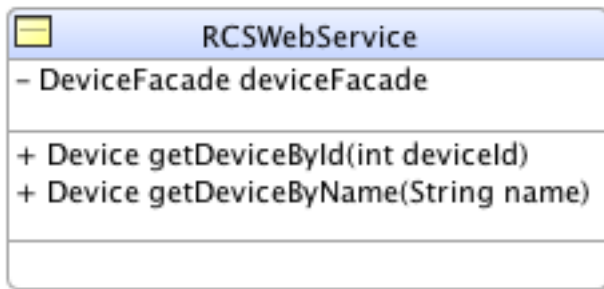 RCSWebService
– DeviceFacade deviceFacade
+ Device getDeviceById(int deviceId)
+ Device getDeviceByName(String name)